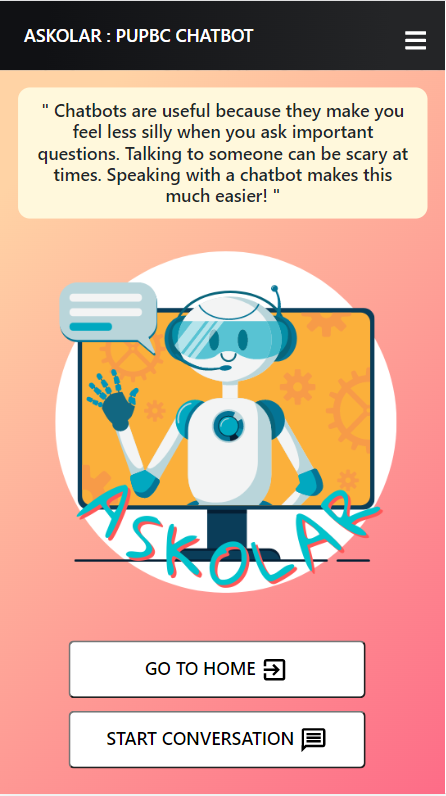 ASKOLAR : PUPBC CHATBOT
" Chatbots are useful because they make you
feel less silly when you ask important
questions. Talking to someone can be scary at
times. Speaking with a chatbot makes this
much easier! "
ASKOLAR
GO TO HOME
START CONVERSATION